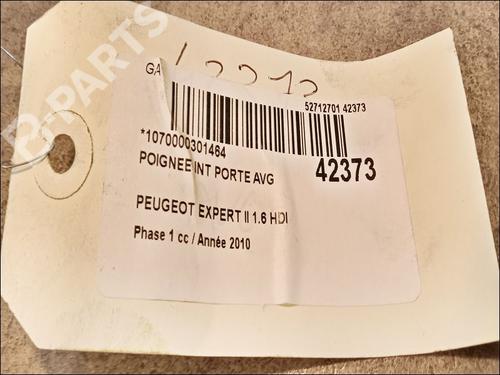 B-PARTS
GA
52712701 42373
*1070000301464
42373
POIGNEE INT PORTE AVG
PEUGEOT EXPERT II 1.6 HDI
Phase 1 cc / Année 2010